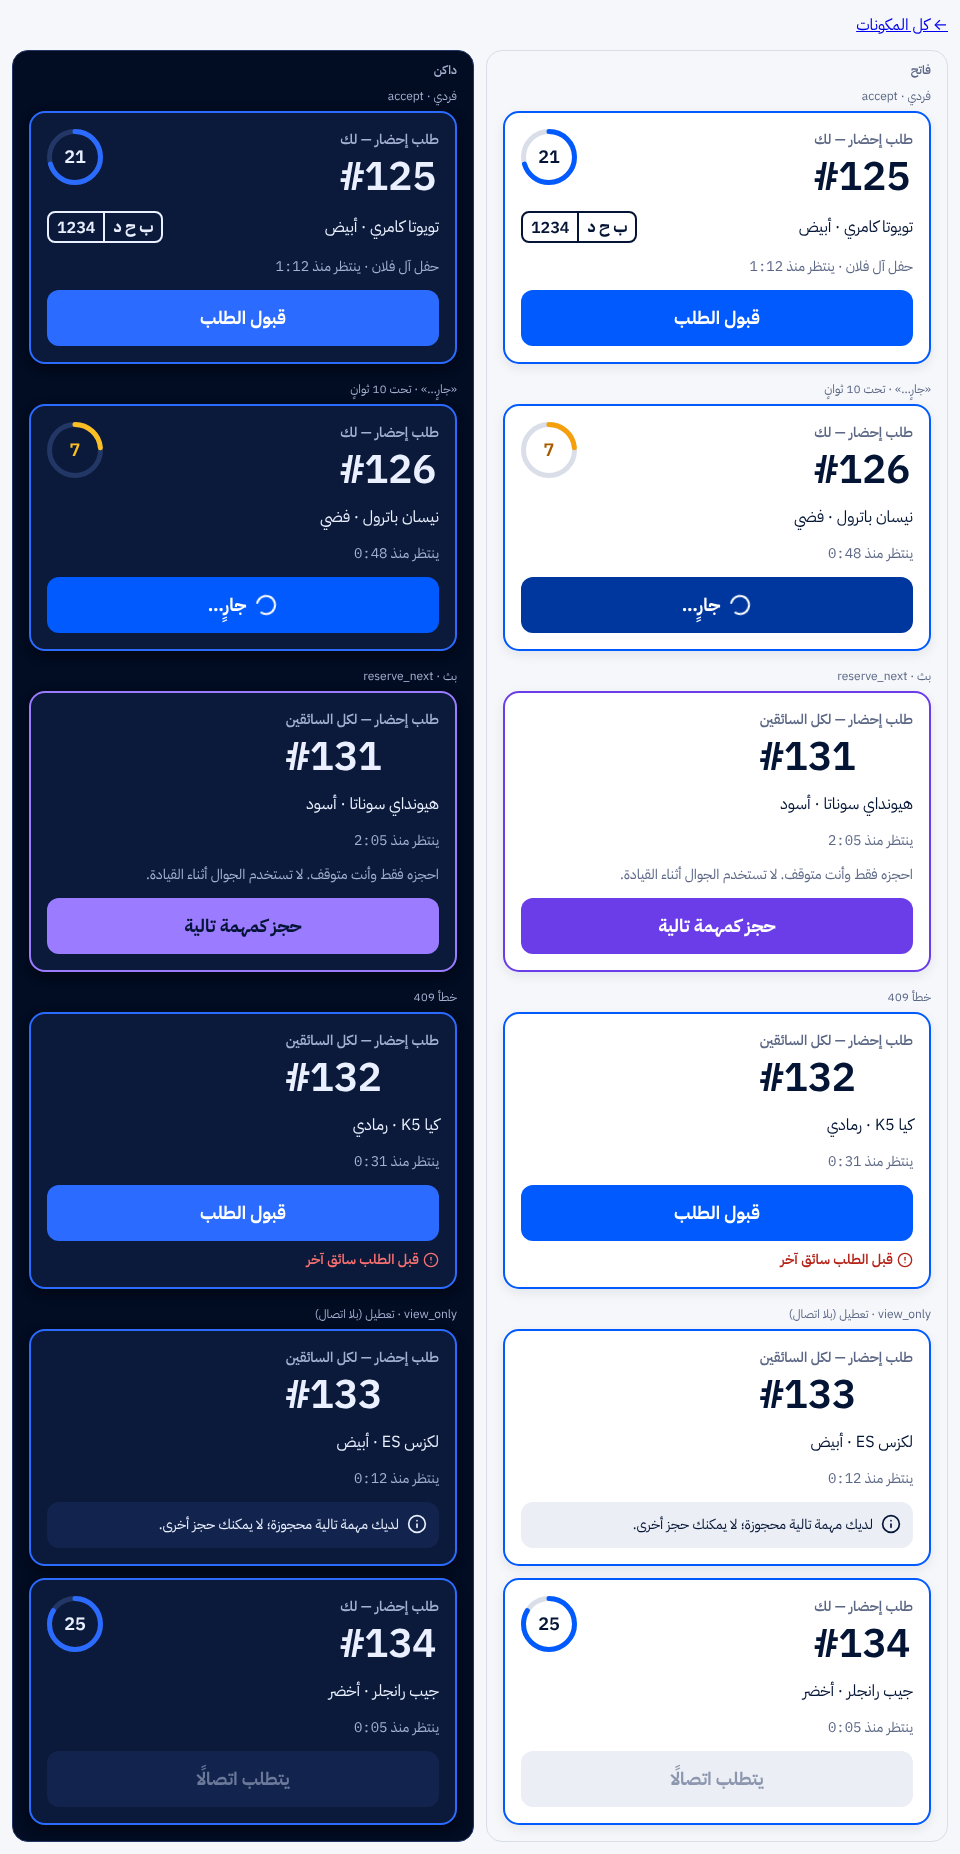 ← كل المكونات
فاتح
فردي · accept
طلب إحضار — لك
21
#125
تويوتا كامري · أبيض
ب ح د 1234
حفل آل فلان · ينتظر منذ 1:12
قبول الطلب
«جارٍ…» · تحت 10 ثوانٍ
طلب إحضار — لك
7
#126
نيسان باترول · فضي
ينتظر منذ 0:48
جارٍ…
بث · reserve_next
طلب إحضار — لكل السائقين
#131
هيونداي سوناتا · أسود
ينتظر منذ 2:05
احجزه فقط وأنت متوقف. لا تستخدم الجوال أثناء القيادة.
حجز كمهمة تالية
خطأ 409
طلب إحضار — لكل السائقين
#132
كيا K5 · رمادي
ينتظر منذ 0:31
قبول الطلب
قبل الطلب سائق آخر
view_only · تعطيل (بلا اتصال)
طلب إحضار — لكل السائقين
#133
لكزس ES · أبيض
ينتظر منذ 0:12
لديك مهمة تالية محجوزة؛ لا يمكنك حجز أخرى.
طلب إحضار — لك
25
#134
جيب رانجلر · أخضر
ينتظر منذ 0:05
يتطلب اتصالًا
داكن
فردي · accept
طلب إحضار — لك
21
#125
تويوتا كامري · أبيض
ب ح د 1234
حفل آل فلان · ينتظر منذ 1:12
قبول الطلب
«جارٍ…» · تحت 10 ثوانٍ
طلب إحضار — لك
7
#126
نيسان باترول · فضي
ينتظر منذ 0:48
جارٍ…
بث · reserve_next
طلب إحضار — لكل السائقين
#131
هيونداي سوناتا · أسود
ينتظر منذ 2:05
احجزه فقط وأنت متوقف. لا تستخدم الجوال أثناء القيادة.
حجز كمهمة تالية
خطأ 409
طلب إحضار — لكل السائقين
#132
كيا K5 · رمادي
ينتظر منذ 0:31
قبول الطلب
قبل الطلب سائق آخر
view_only · تعطيل (بلا اتصال)
طلب إحضار — لكل السائقين
#133
لكزس ES · أبيض
ينتظر منذ 0:12
لديك مهمة تالية محجوزة؛ لا يمكنك حجز أخرى.
طلب إحضار — لك
25
#134
جيب رانجلر · أخضر
ينتظر منذ 0:05
يتطلب اتصالًا